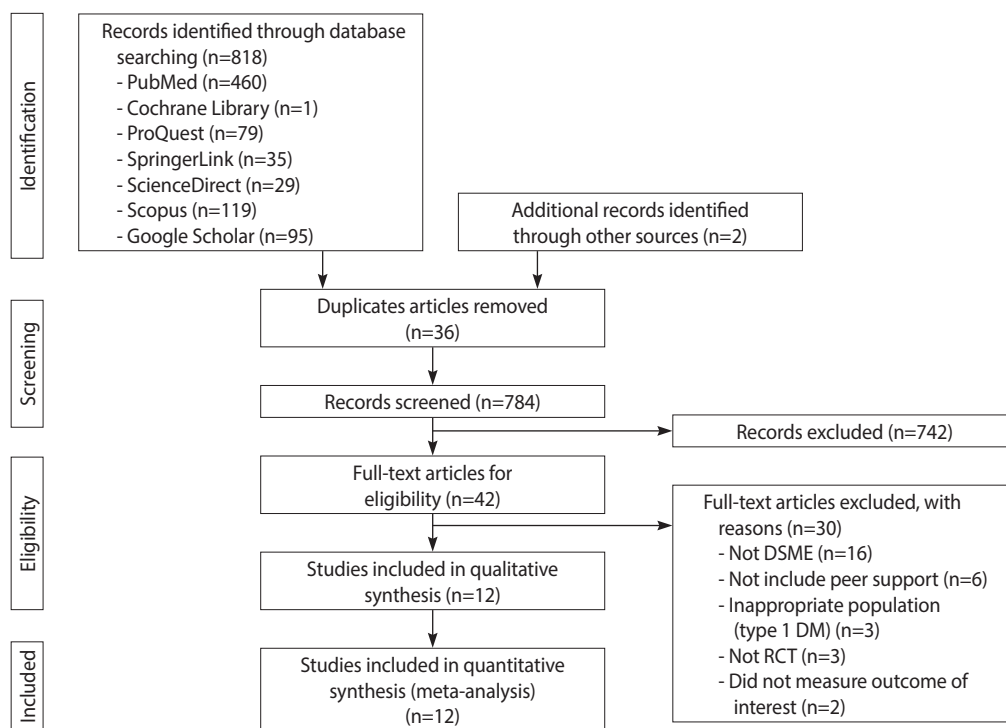 Identification
Records identified through database
searching (n=818)
- PubMed (n=460)
- Cochrane Library (n=1)
- ProQuest (n=79)
- SpringerLink (n=35)
- ScienceDirect (n=29)
- Scopus (n=119)
- Google Scholar (n=95)
Additional records identified
through other sources (n=2)
Screening
Duplicates articles removed
(n=36)
Records screened (n=784)
Records excluded (n=742)
Eligibility
Full-text articles for
eligibility (n=42)
Full-text articles excluded, with
reasons (n=30)
- Not DSME (n=16)
- Not include peer support (n=6)
- Inappropriate population
(type 1 DM) (n=3)
- Not RCT (n=3)
- Did not measure outcome of
interest (n=2)
Studies included in qualitative
synthesis (n=12)
Included
Studies included in quantitative
synthesis (meta-analysis)
(n=12)